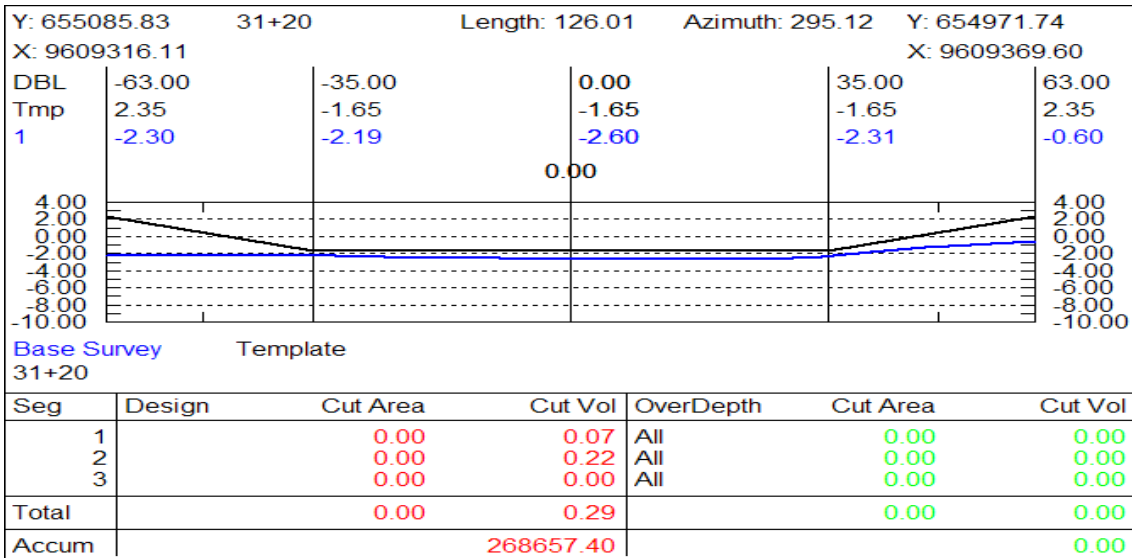 Y: 655085.83 31+20 Length: 126.01 Azimuth: 295.12 Y: 654971.74
X: 9609316.11 X: 9609369.60
DBL -63.00 -35.00 0.00 35.00 63.00
Tmp 2.35 -1.65 -1.65 -1.65 2.35
1 -2.30 -2.19 -2.60 -2.31 -0.60
0.00
4.00 4.00
2.00 2.00
0.00 0.00
-2.00 -2.00
-4.00 -4.00
-6.00 -6.00
-8.00 -8.00
-10.00 -10.00
Base Survey Template
31+20
Seg Design Cut Area Cut Vol OverDepth Cut Area Cut Vol
1 0.00 0.07 All 0.00 0.00
2 0.00 0.22 All 0.00 0.00
3 0.00 0.00 All 0.00 0.00
Total 0.00 0.29 0.00 0.00
Accum 268657.40 0.00